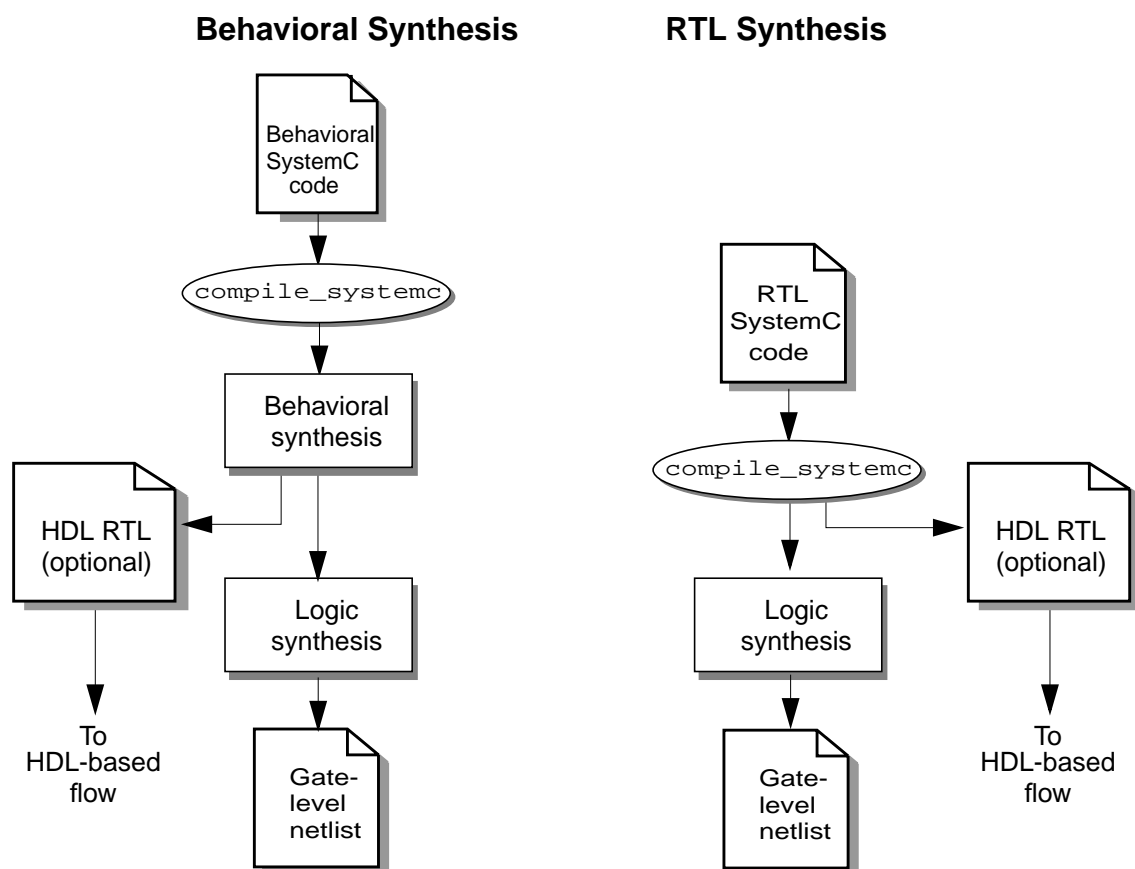 Behavioral Synthesis
RTL Synthesis
Behavioral
SystemC
code
compile_systemc
Behavioral
synthesis
HDL RTL
(optional)
Logic
synthesis
To
HDL-based
flow
Gate-
level
netlist
RTL
SystemC
code
compile_systemc
HDL RTL
(optional)
Logic
synthesis
To
HDL-based
flow
Gate-
level
netlist